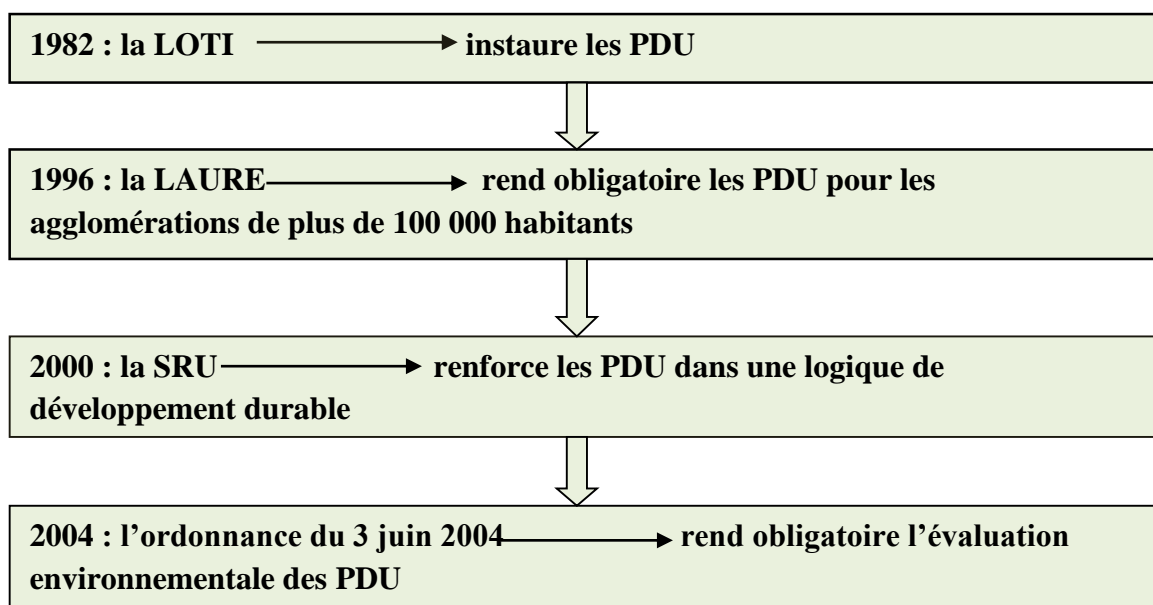 1982 : la LOTI instaure les PDU
1996 : la LAURE rend obligatoire les PDU pour les
agglomérations de plus de 100 000 habitants
2000 : la SRU renforce les PDU dans une logique de
développement durable
2004 : l’ordonnance du 3 juin 2004 rend obligatoire l’évaluation
environnementale des PDU